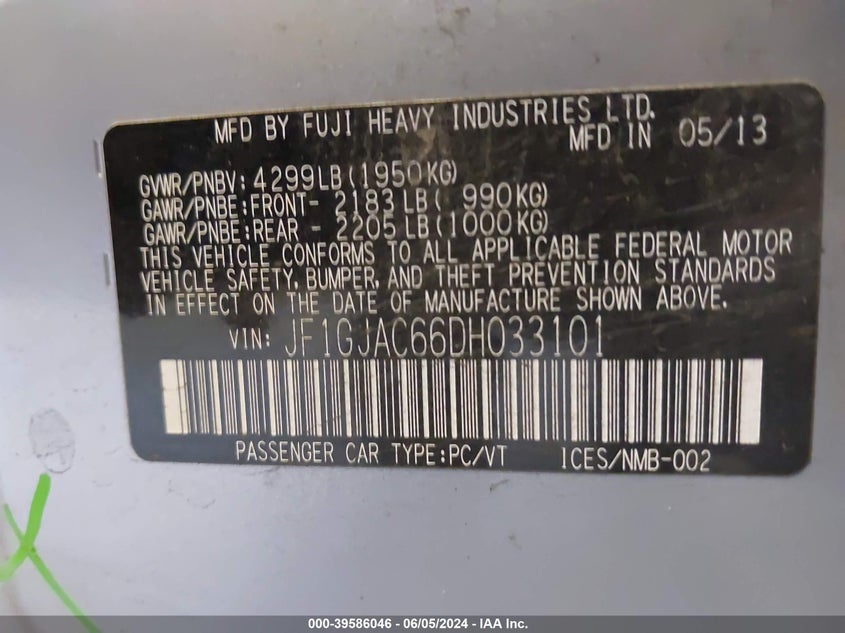 MFD BY FUJI HEAVY INDUSTRIES LTD.
MFD IN 05/13
GVWR/PNBV: 4299LB(1950KG)
GAWR/PNBE:FRONT- 2183LB( 990KG)
GAWR/PNBE:REAR - 2205LB(1000KG)
THIS VEHICLE CONFORMS TO ALL APPLICABLE FEDERAL MOTOR
VEHICLE SAFETY, BUMPER, AND THEFT PREVENTION STANDARDS
IN EFFECT ON THE DATE OF MANUFACTURE SHOWN ABOVE.
VIN: JF1GJAC66DH033101
PASSENGER CAR TYPE:PC/VT ICES/NMB-002
000-39586046 - 06/05/2024 - IAA Inc.